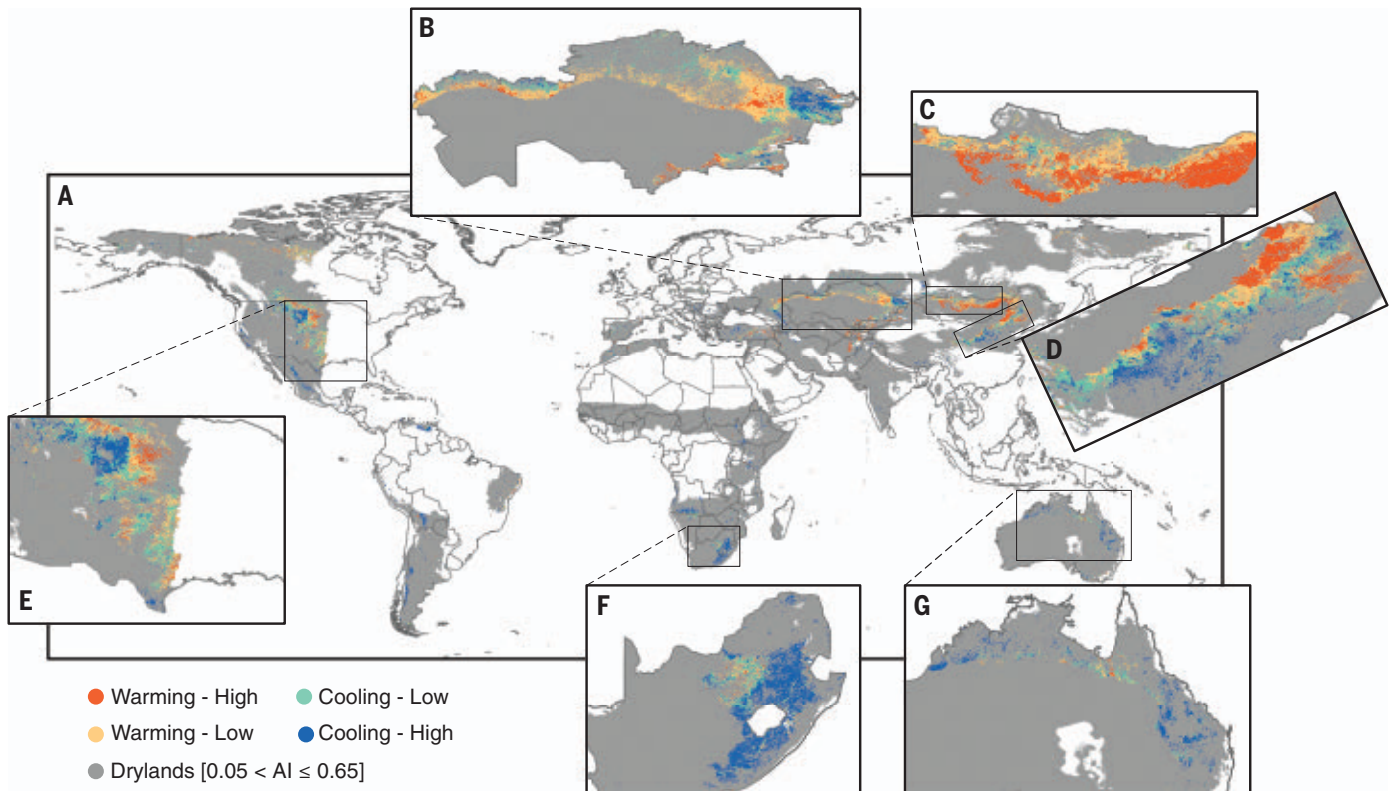 B
C
A
D
E
F
G
Warming - High
Cooling - Low
Warming - Low
Cooling - High
Drylands [0.05 < AI ≤ 0.65]